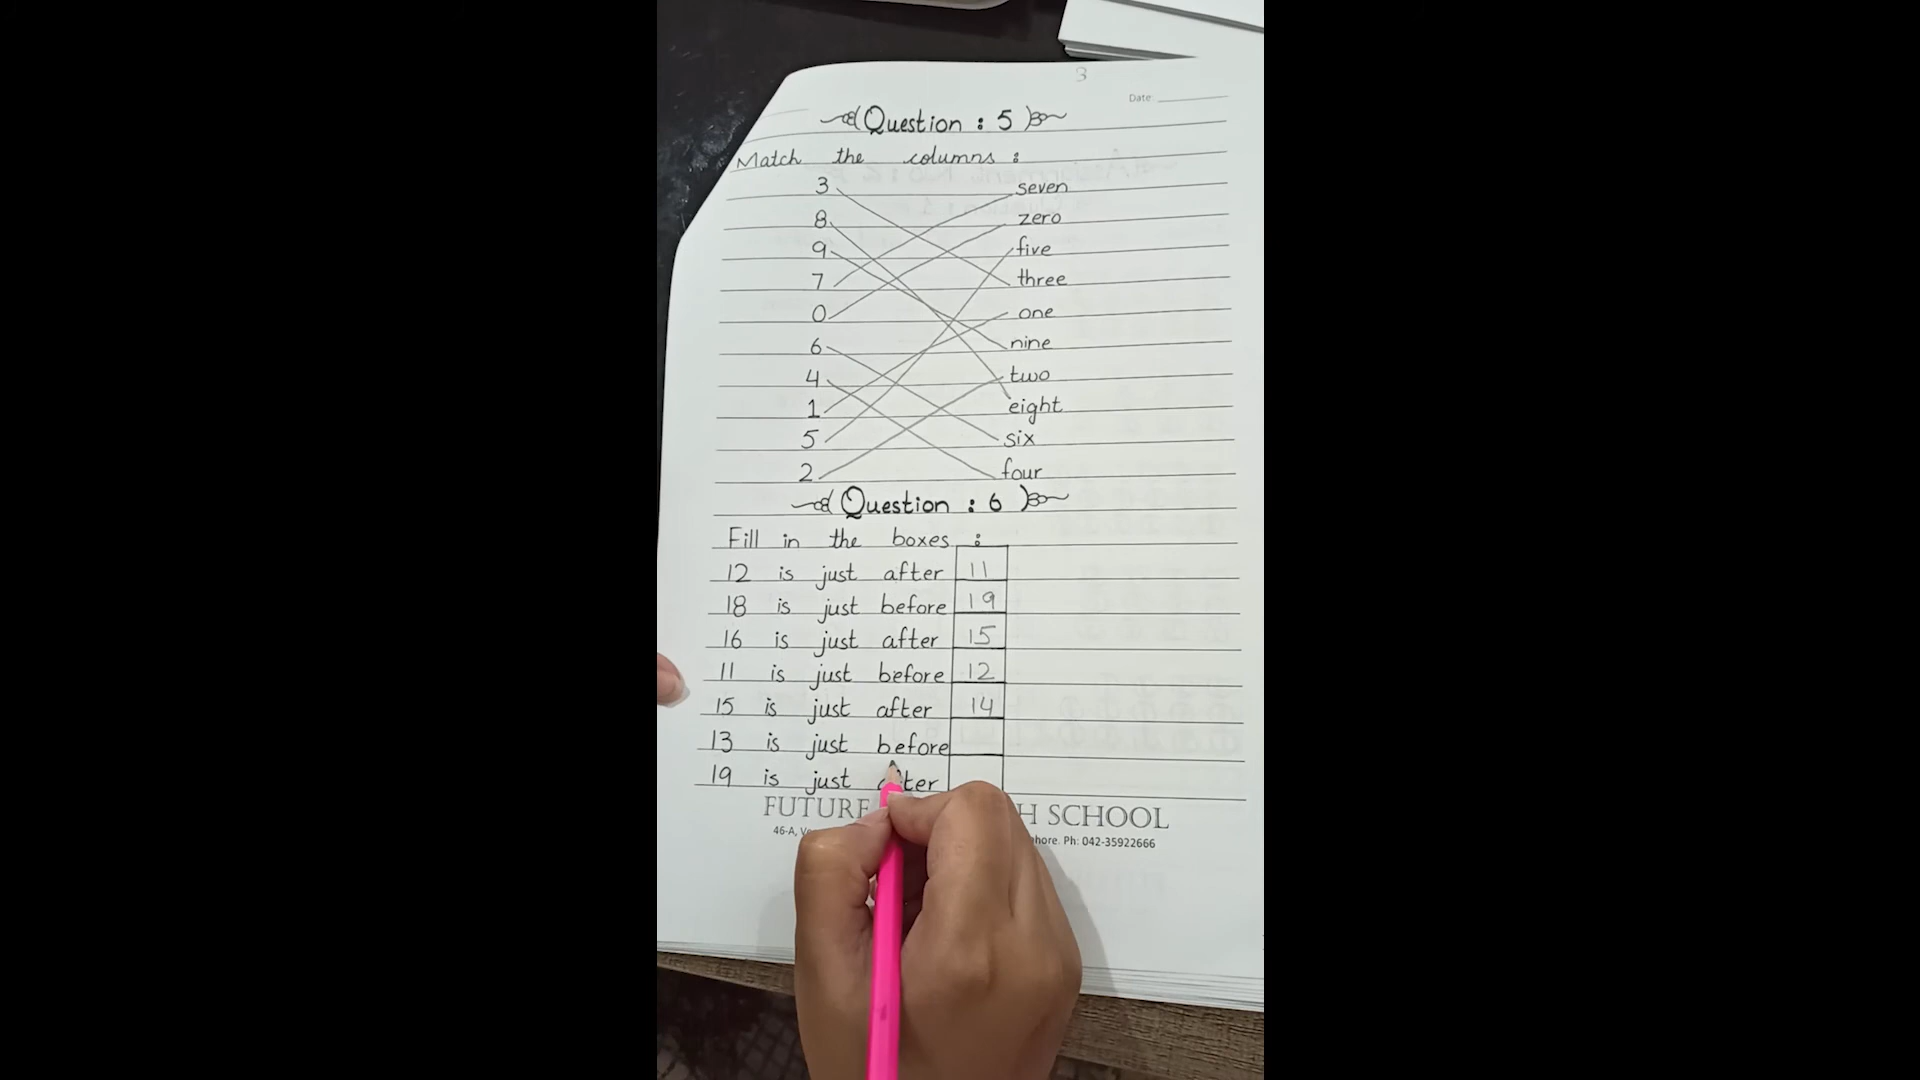 3
Date:
Question : 5
Match the columns :
3 seven
8 zero
9 five
7 three
0 one
6 nine
4 two
1 eight
5 six
2 four
Question : 6
Fill in the boxes :
12 is just after 11
18 is just before 19
16 is just after 15
11 is just before 12
15 is just after 14
13 is just before
19 is just after
FUTURE SCHOOL
46-A, Ph: 042-35922666